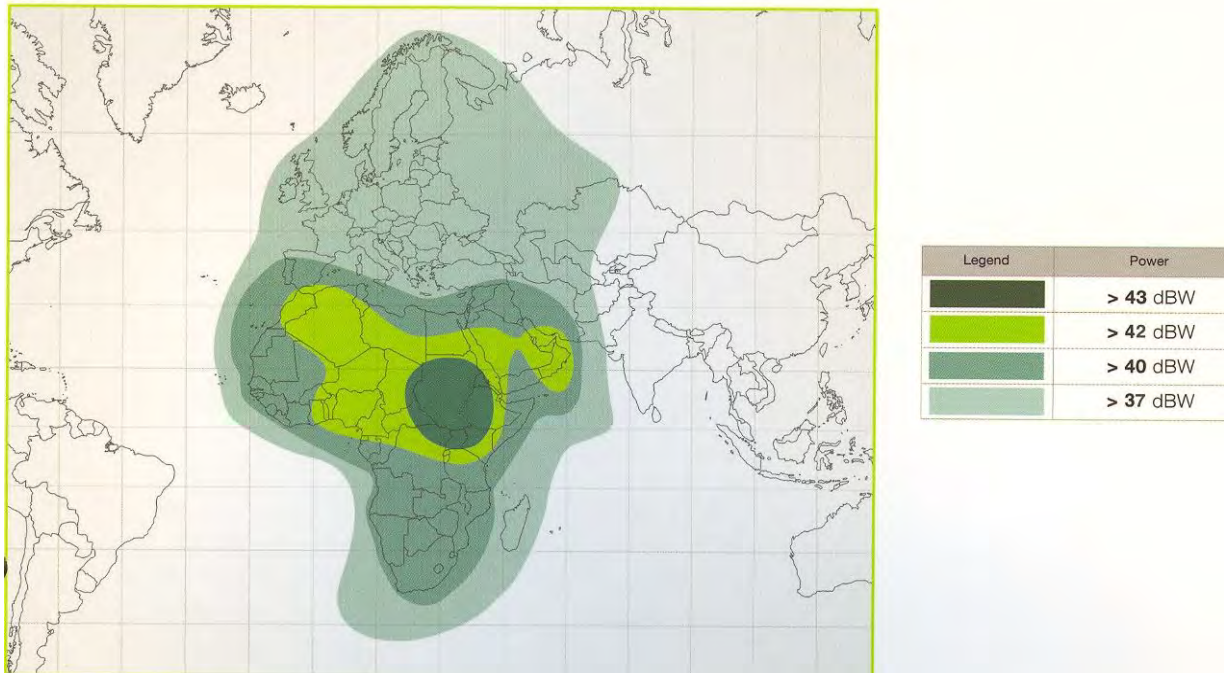 Legend Power
> 43 dBW
> 42 dBW
> 40 dBW
> 37 dBW